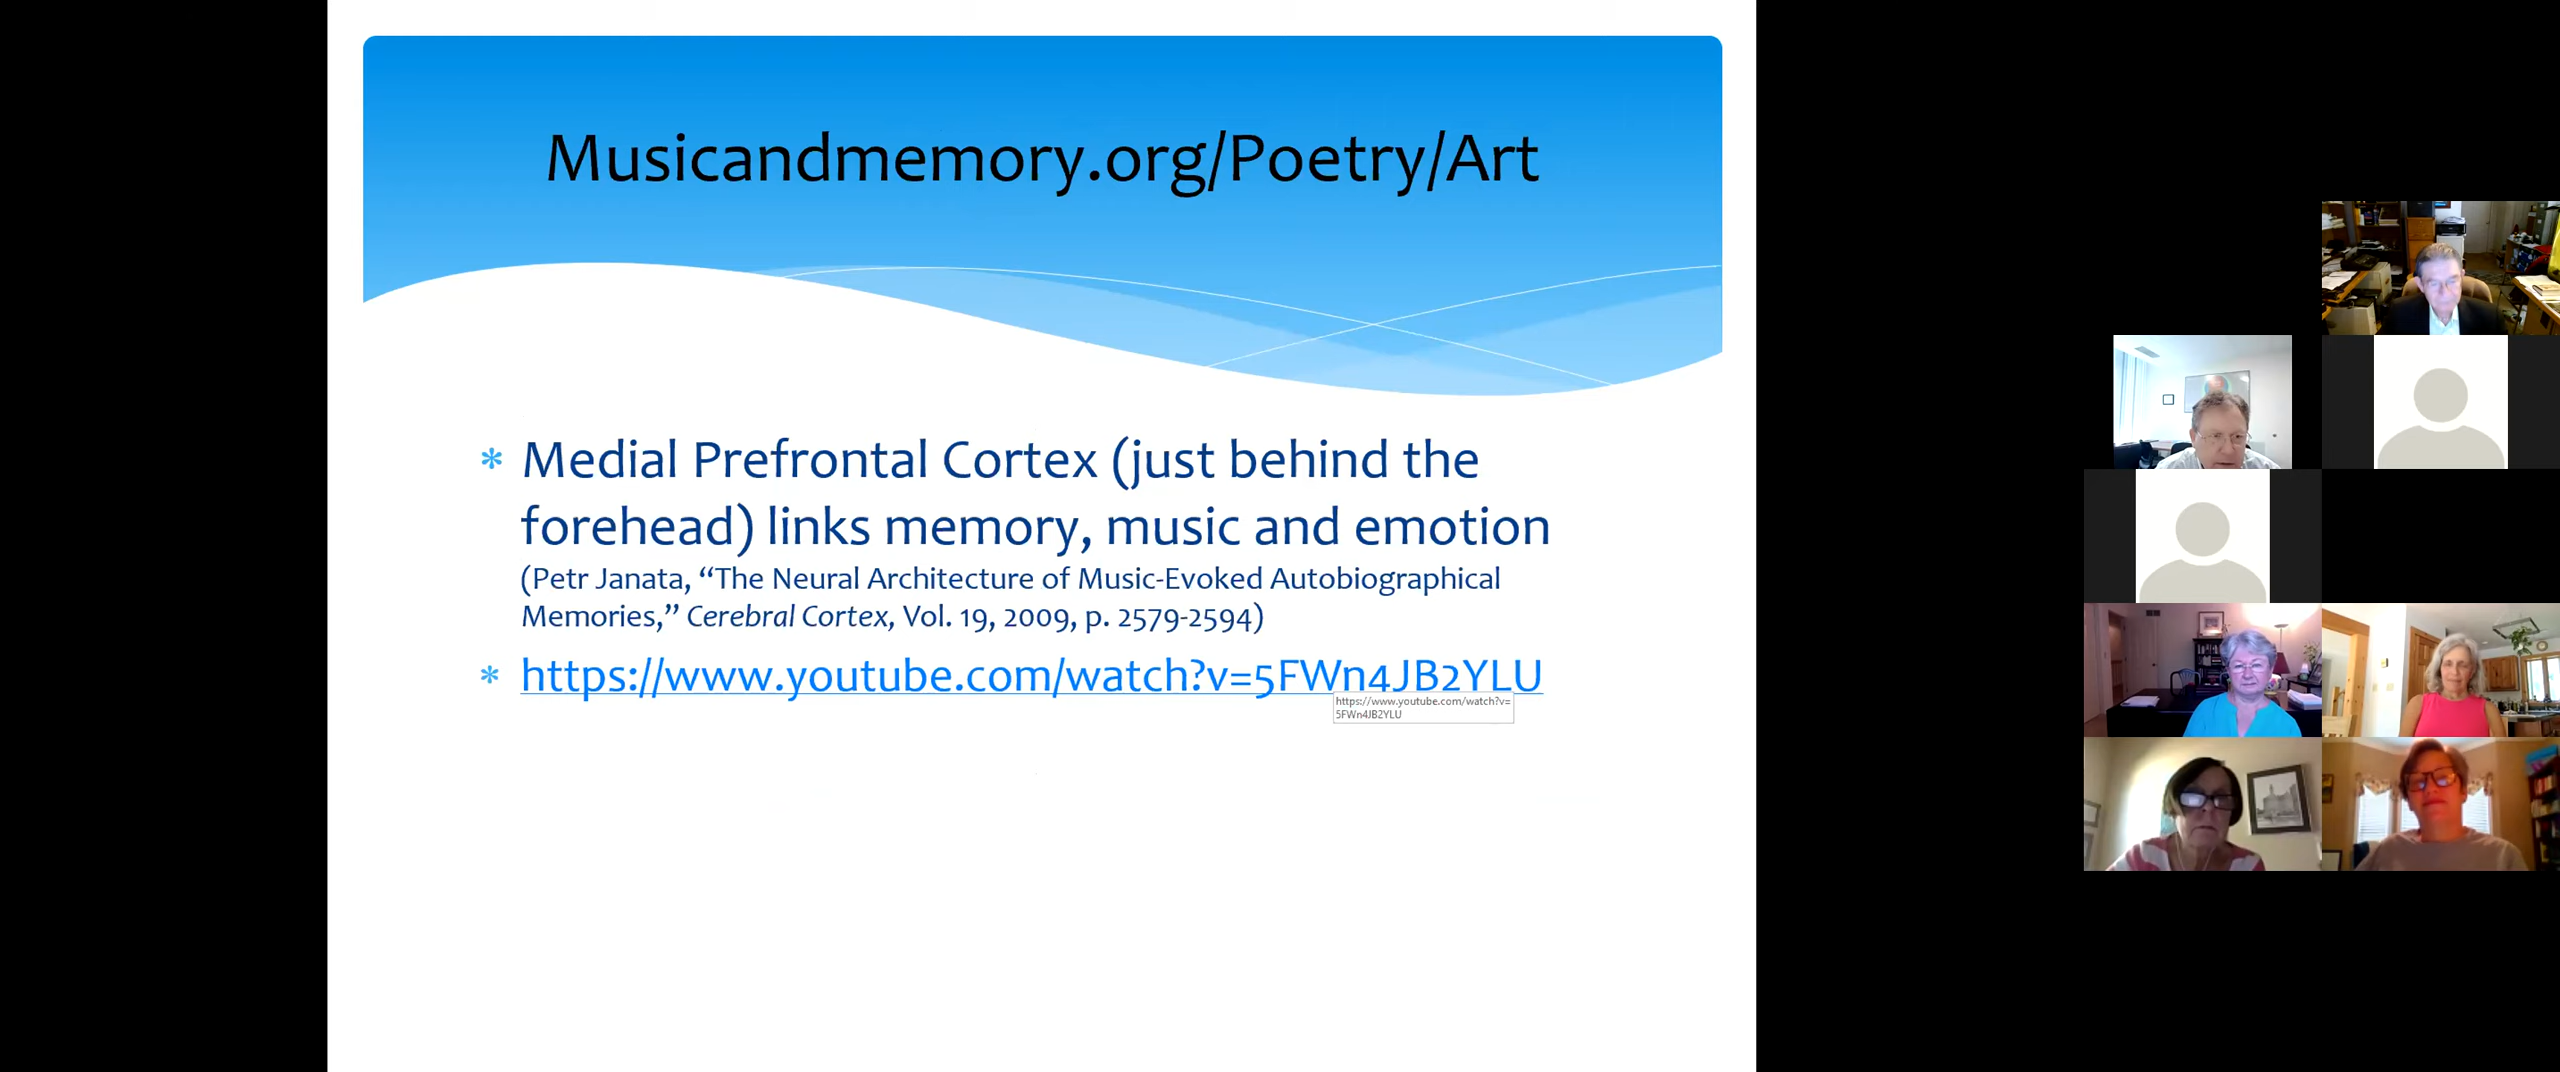 Musicandmemory.org/Poetry/Art
* Medial Prefrontal Cortex (just behind the
forehead) links memory, music and emotion
(Petr Janata, “The Neural Architecture of Music-Evoked Autobiographical
Memories,” Cerebral Cortex, Vol. 19, 2009, p. 2579-2594)
* https://www.youtube.com/watch?v=5FWn4JB2YLU
https://www.youtube.com/watch?v=
5FWn4JB2YLU